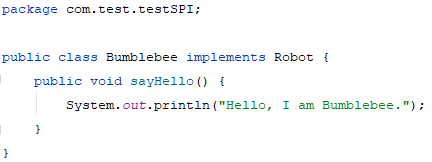 package com.test.testSPI;
public class Bumblebee implements Robot {
    public void sayHello() {
        System.out.println("Hello, I am Bumblebee.");
    }
}